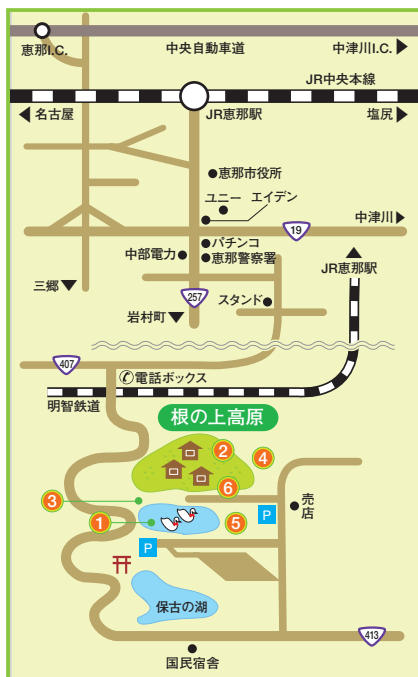 恵那I.C.
中央自動車道
中津川I.C.
JR中央本線
名古屋
JR恵那駅
塩尻
恵那市役所
ユニー
エイデン
19
中津川
パチンコ
中部電力
恵那警察署
JR恵那駅
三郷
257
スタンド
岩村町
407
電話ボックス
明智鉄道
根の上高原
2
4
6
3
売店
1
5
P
P
保古の湖
413
国民宿舎